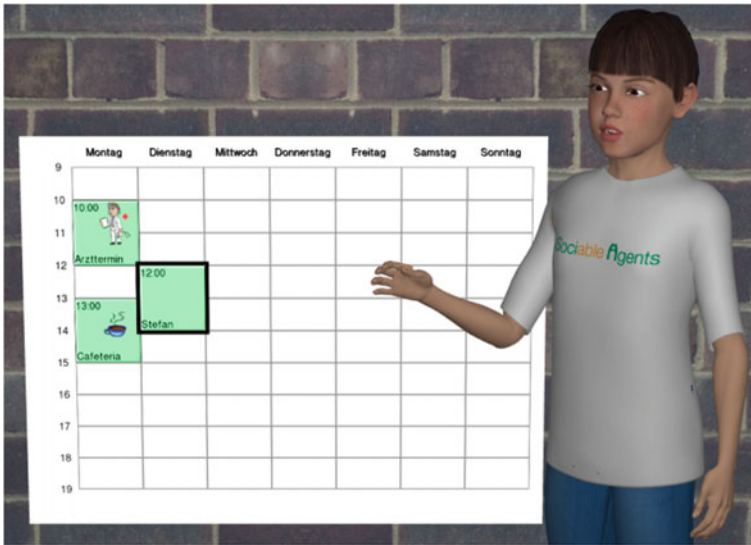 Montag Dienstag Mittwoch Donnerstag Freitag Samstag Sonntag
9
10
10:00
11
Arzttermin
12
12:00
13
13:00
Stefan
14
Cafeteria
15
16
17
18
19
Sociable Agents